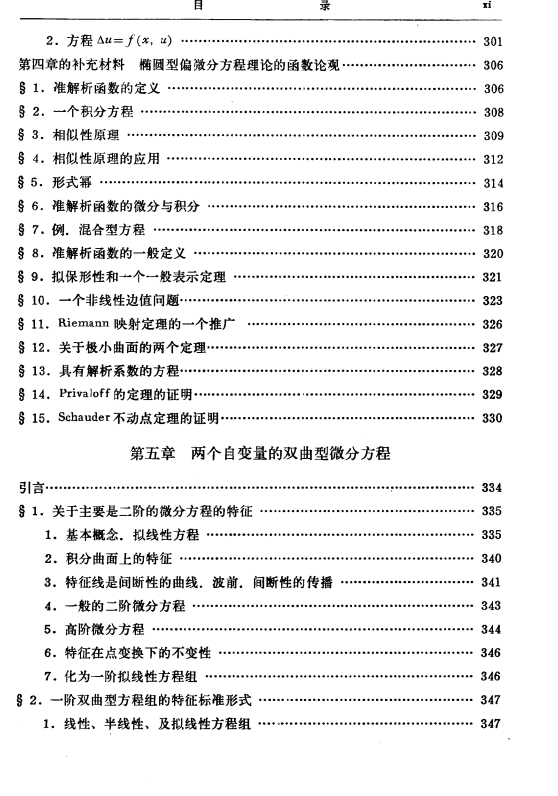 目 录 xi
2．方程 Δu＝f(x, u) …… 301
第四章的补充材料 椭圆型偏微分方程理论的函数论观 …… 306
§ 1．准解析函数的定义 …… 306
§ 2．一个积分方程 …… 308
§ 3．相似性原理 …… 309
§ 4．相似性原理的应用 …… 312
§ 5．形式幂 …… 314
§ 6．准解析函数的微分与积分 …… 316
§ 7．例．混合型方程 …… 318
§ 8．准解析函数的一般定义 …… 320
§ 9．拟保形性和一个一般表示定理 …… 321
§ 10．一个非线性边值问题 …… 323
§ 11．Riemann 映射定理的一个推广 …… 326
§ 12．关于极小曲面的两个定理 …… 327
§ 13．具有解析系数的方程 …… 328
§ 14．Privaloff 的定理的证明 …… 329
§ 15．Schauder 不动点定理的证明 …… 330
第五章 两个自变量的双曲型微分方程
引言 …… 334
§ 1．关于主要是二阶的微分方程的特征 …… 335
1．基本概念．拟线性方程 …… 335
2．积分曲面上的特征 …… 340
3．特征线是间断性的曲线．波前．间断性的传播 …… 341
4．一般的二阶微分方程 …… 343
5．高阶微分方程 …… 344
6．特征在点变换下的不变性 …… 346
7．化为一阶拟线性方程组 …… 346
§ 2．一阶双曲型方程组的特征标准形式 …… 347
1．线性、半线性、及拟线性方程组 …… 347